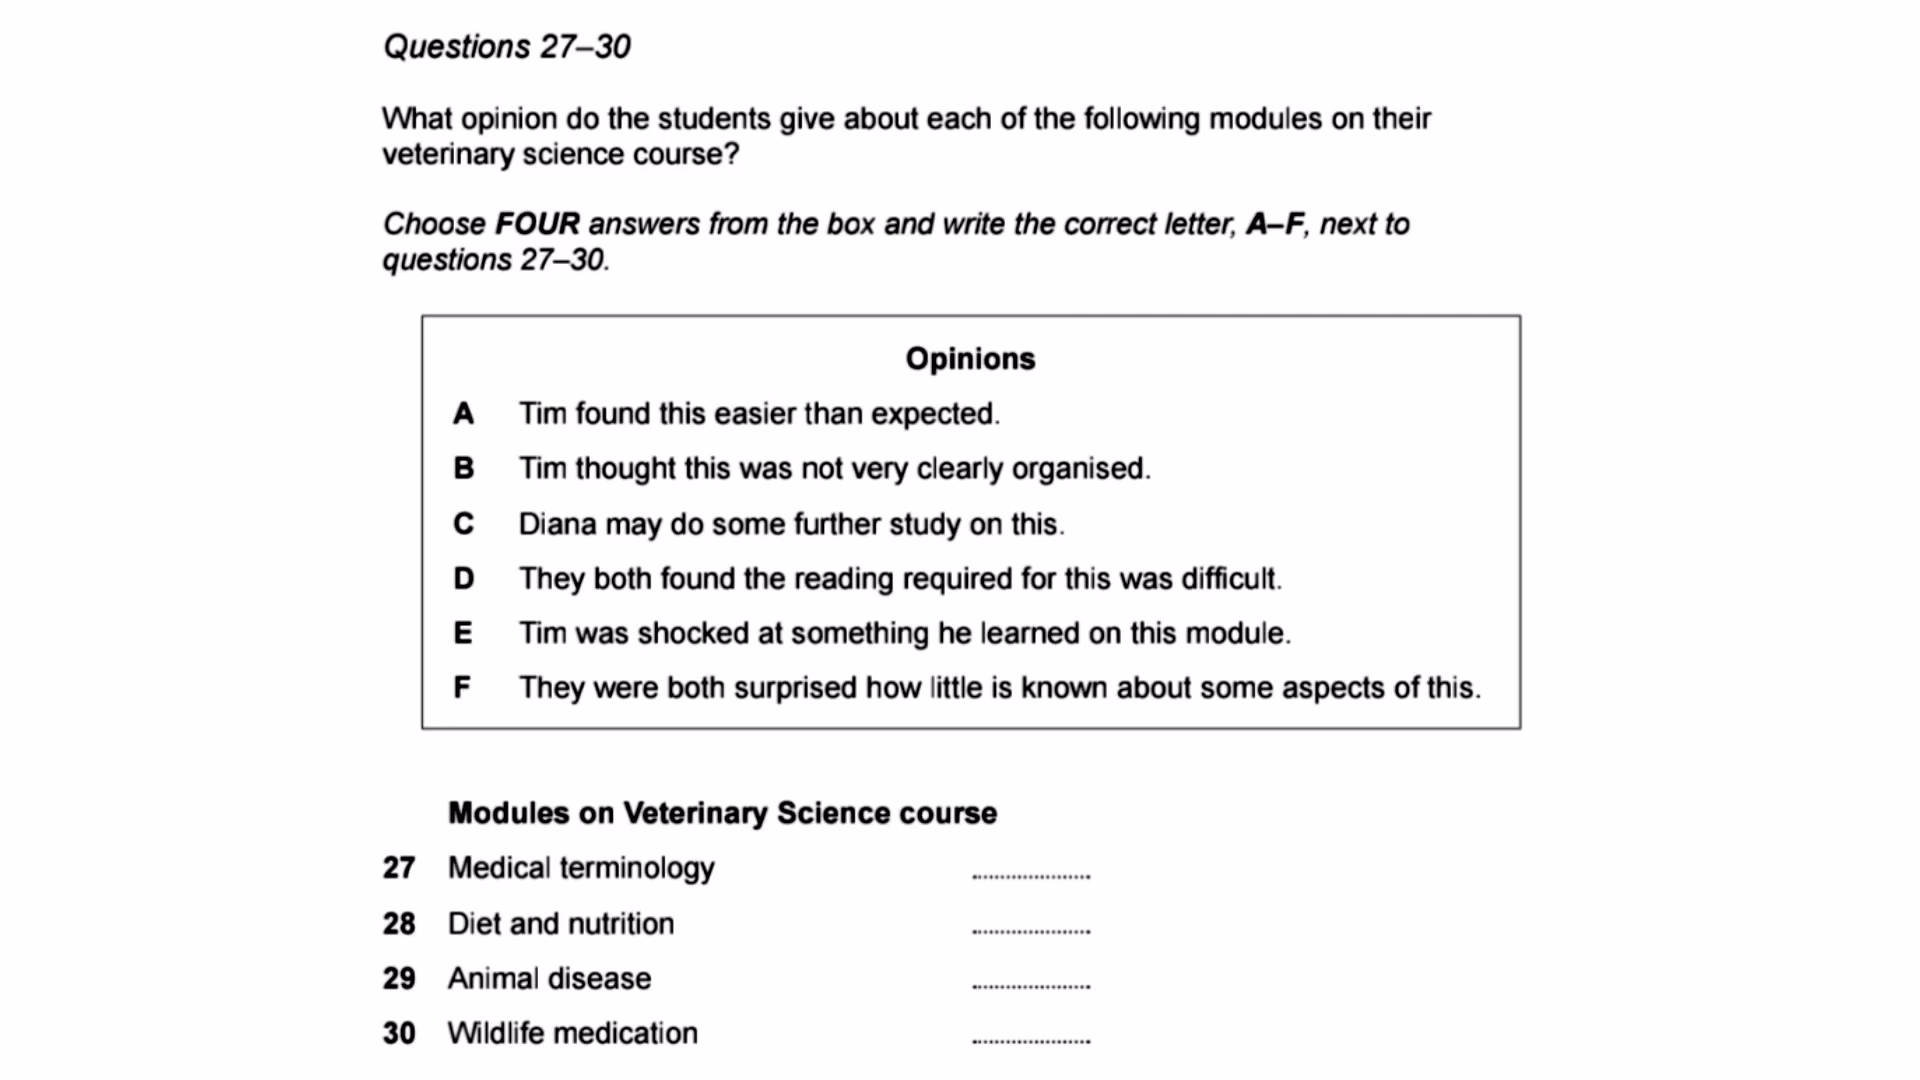 Questions 27–30
What opinion do the students give about each of the following modules on their
veterinary science course?
Choose FOUR answers from the box and write the correct letter, A–F, next to
questions 27–30.
Opinions
A Tim found this easier than expected.
B Tim thought this was not very clearly organised.
C Diana may do some further study on this.
D They both found the reading required for this was difficult.
E Tim was shocked at something he learned on this module.
F They were both surprised how little is known about some aspects of this.
Modules on Veterinary Science course
27 Medical terminology ......................
28 Diet and nutrition ......................
29 Animal disease ......................
30 Wildlife medication ......................